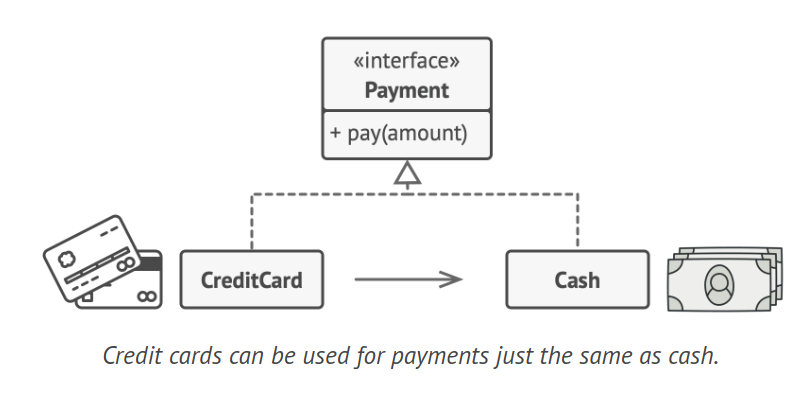 «interface»
Payment
+ pay(amount)
CreditCard
Cash
Credit cards can be used for payments just the same as cash.